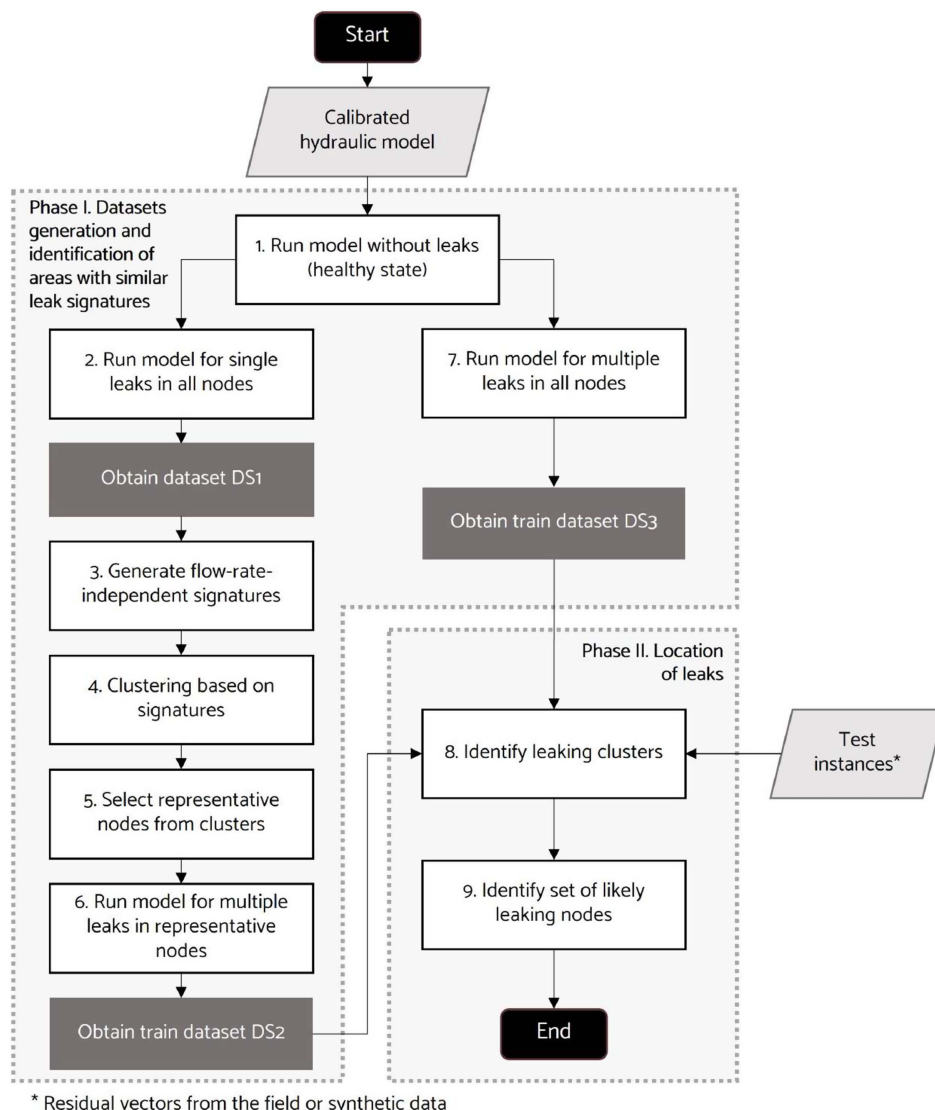 Start
Calibrated
hydraulic model
Phase I. Datasets
generation and
identification of
areas with similar
leak signatures
1. Run model without leaks
(healthy state)
2. Run model for single
leaks in all nodes
7. Run model for multiple
leaks in all nodes
Obtain dataset DS1
Obtain train dataset DS3
3. Generate flow-rate-
independent signatures
4. Clustering based on
signatures
5. Select representative
nodes from clusters
6. Run model for multiple
leaks in representative
nodes
Obtain train dataset DS2
Phase II. Location
of leaks
8. Identify leaking clusters
Test
instances*
9. Identify set of likely
leaking nodes
End
* Residual vectors from the field or synthetic data